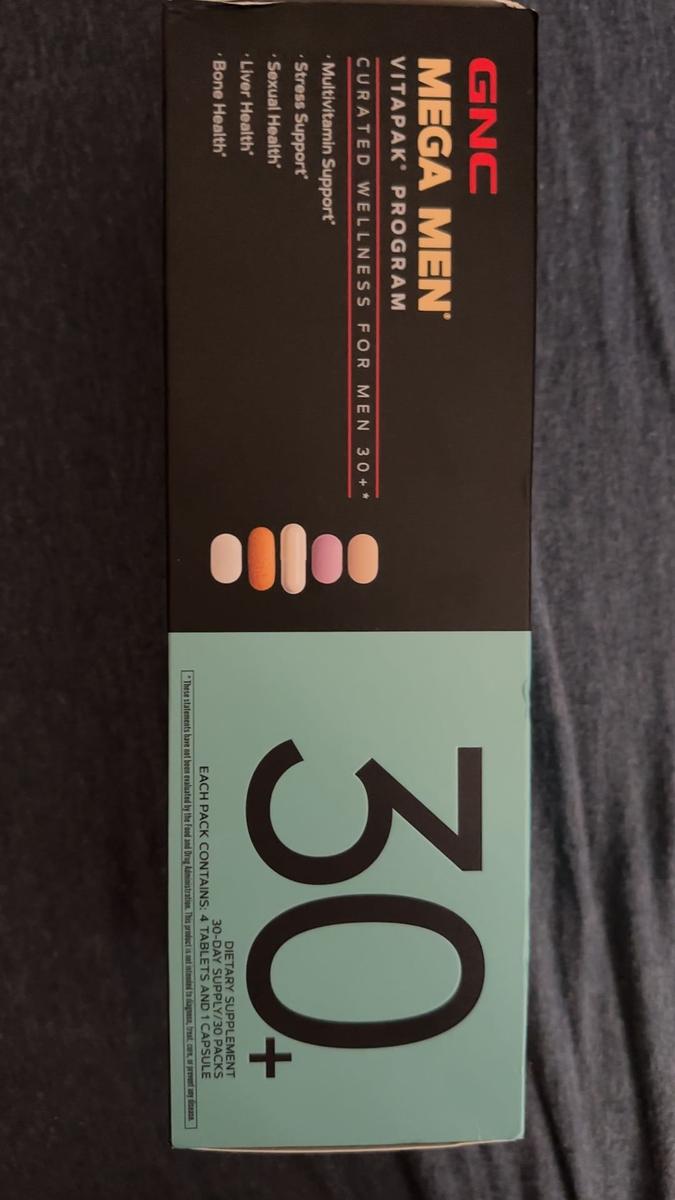 GNC
MEGA MEN®
VITAPAK® PROGRAM
CURATED WELLNESS FOR MEN 30+*
· Multivitamin Support*
· Stress Support*
· Sexual Health*
· Liver Health*
· Bone Health*
30+
DIETARY SUPPLEMENT
30-DAY SUPPLY/30 PACKS
EACH PACK CONTAINS: 4 TABLETS AND 1 CAPSULE
* These statements have not been evaluated by the Food and Drug Administration. This product is not intended to diagnose, treat, cure, or prevent any disease.